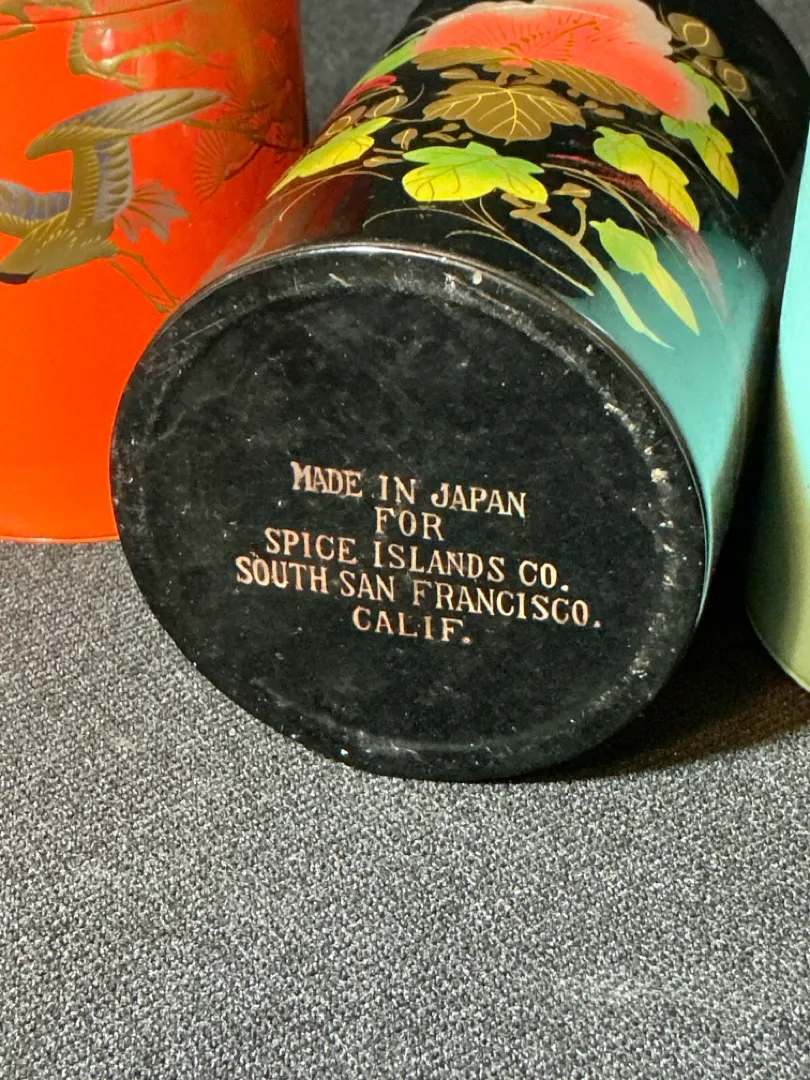 MADE IN JAPAN
FOR
SPICE ISLANDS CO.
SOUTH SAN FRANCISCO.
CALIF.